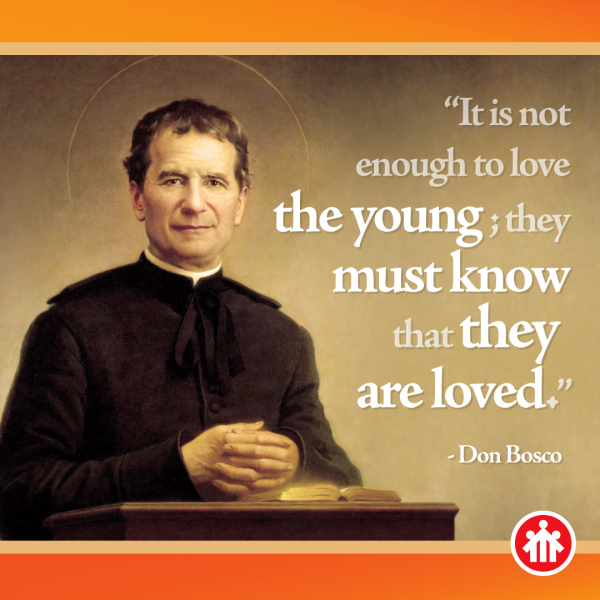 “It is not
enough to love
the young ; they
must know
that they
are loved.”
- Don Bosco